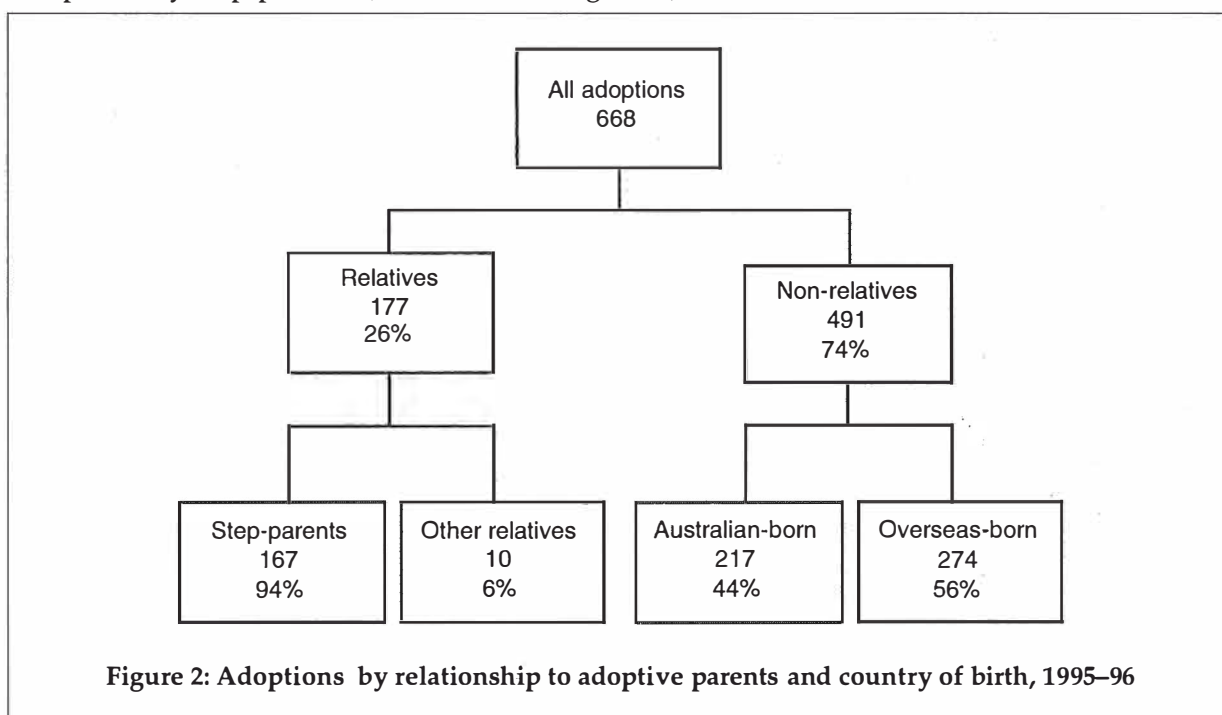 All adoptions
668
Relatives
177
26%
Non-relatives
491
74%
Step-parents
167
94%
Other relatives
10
6%
Australian-born
217
44%
Overseas-born
274
56%
Figure 2: Adoptions by relationship to adoptive parents and country of birth, 1995–96